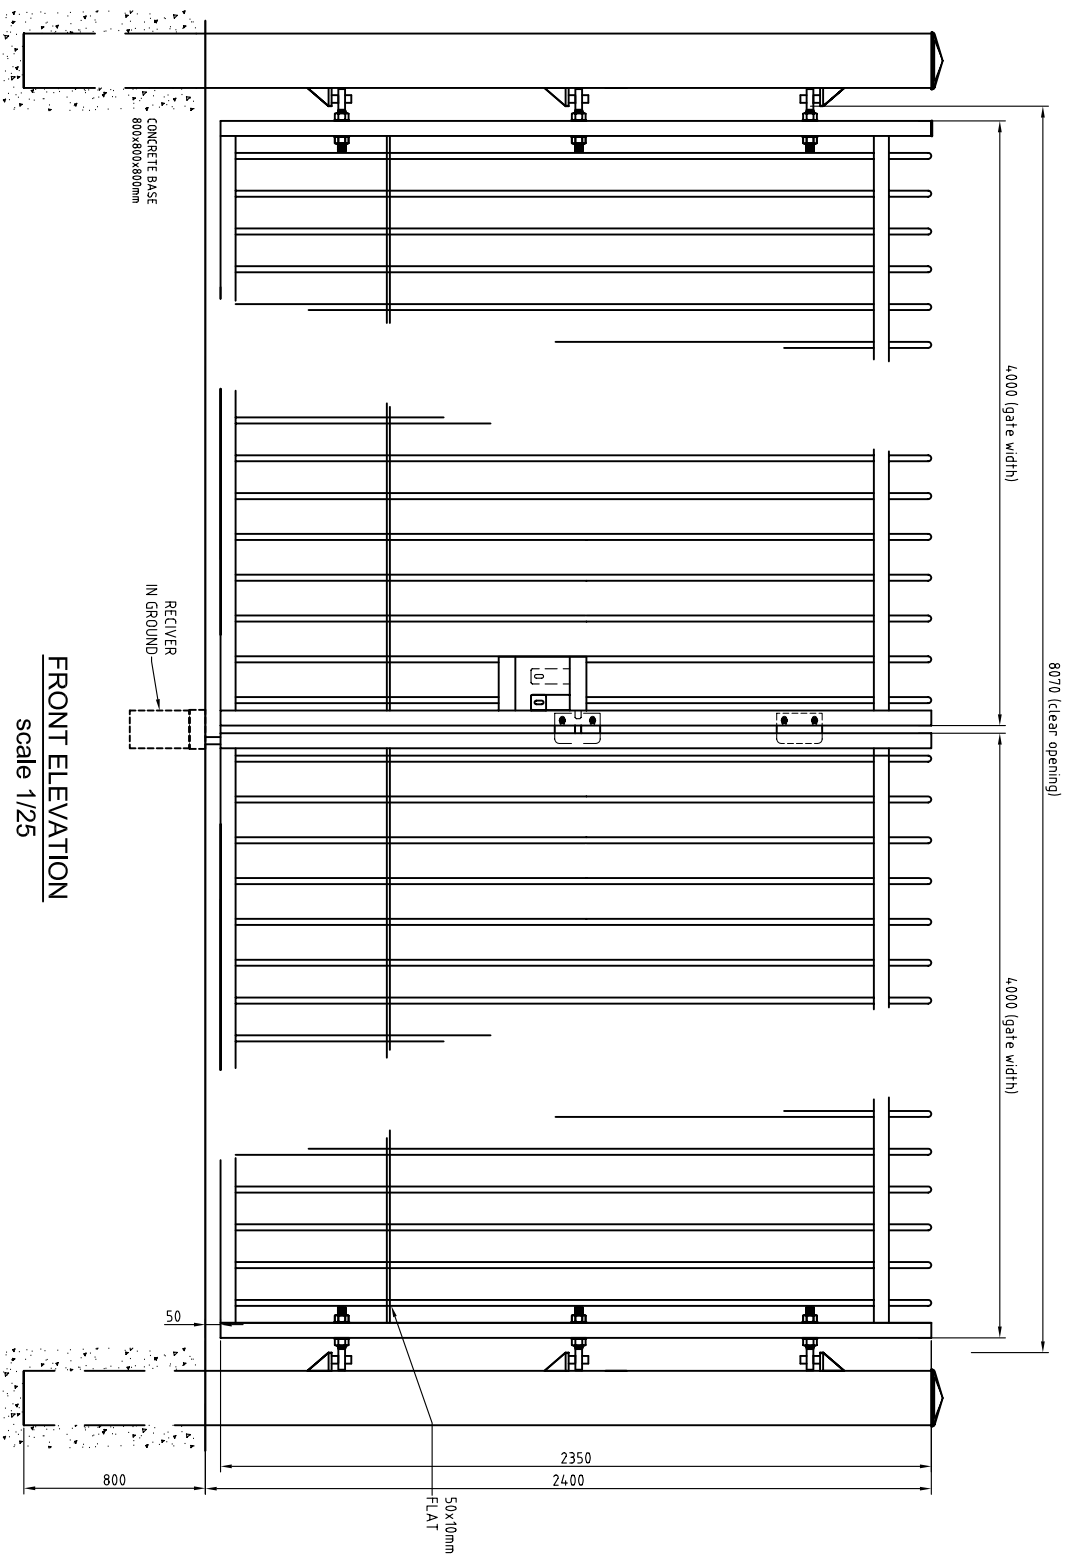 8070 (clear opening)
4000 (gate width)
4000 (gate width)
2350
2400
50x10mm
FLAT
50
800
CONCRETE BASE
800x800x800mm
RECIVER
IN GROUND
FRONT ELEVATION
scale 1/25